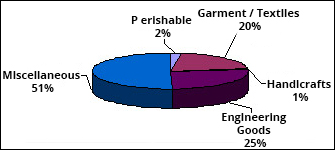 P erishable
2%
Garment / Textiles
20%
Handicrafts
1%
Engineering
Goods
25%
Miscellaneous
51%